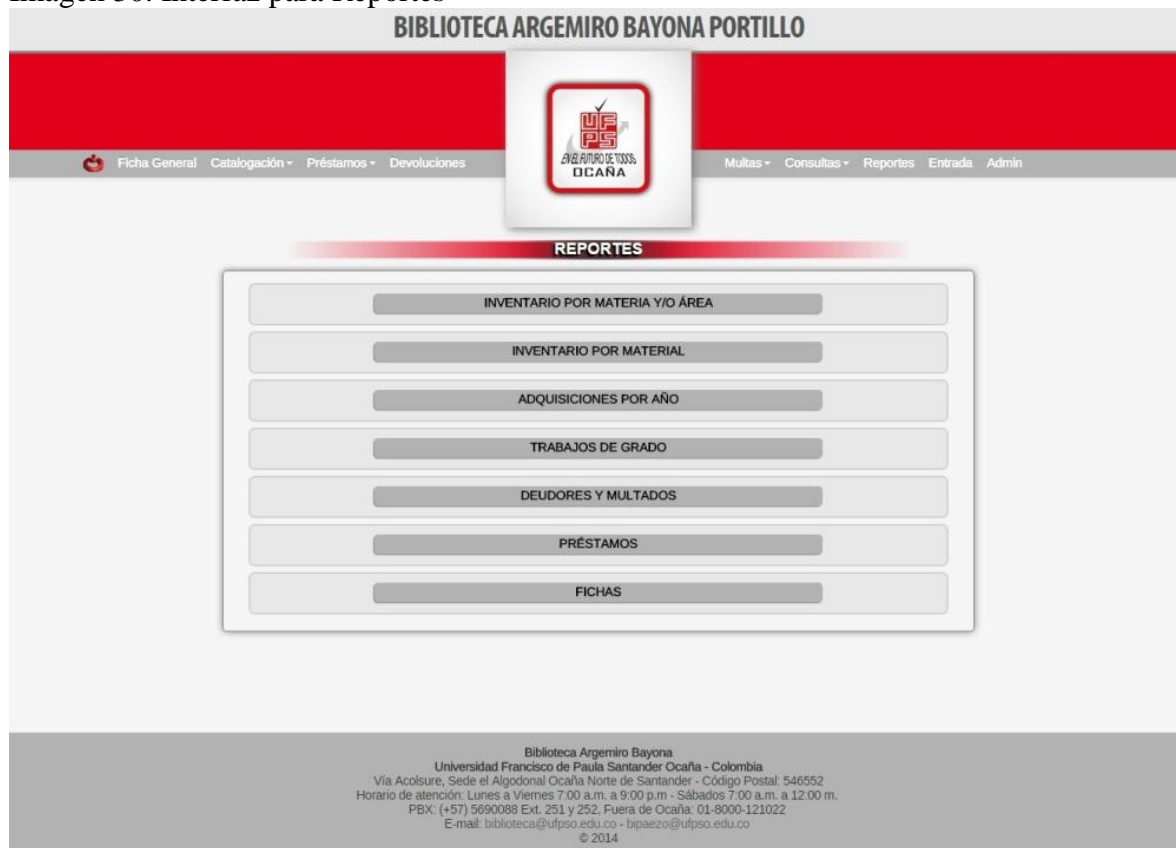 Imagen 30. Interfaz para Reportes
BIBLIOTECA ARGEMIRO BAYONA PORTILLO
UFPS
EN EL FUTURO DE TODOS
OCAÑA
Ficha General Catalogación Préstamos Devoluciones Multas Consultas Reportes Entrada Admin
REPORTES
INVENTARIO POR MATERIA Y/O ÁREA
INVENTARIO POR MATERIAL
ADQUISICIONES POR AÑO
TRABAJOS DE GRADO
DEUDORES Y MULTADOS
PRÉSTAMOS
FICHAS
Biblioteca Argemiro Bayona
Universidad Francisco de Paula Santander Ocaña - Colombia
Vía Acolsure, Sede el Algodonal Ocaña Norte de Santander - Código Postal: 546552
Horario de atención: Lunes a Viernes 7:00 a.m. a 9:00 p.m - Sábados 7:00 a.m. a 12:00 m.
PBX: (+57) 5690088 Ext. 251 y 252, Fuera de Ocaña: 01-8000-121022
E-mail: biblioteca@ufpso.edu.co - bipaezo@ufpso.edu.co
© 2014